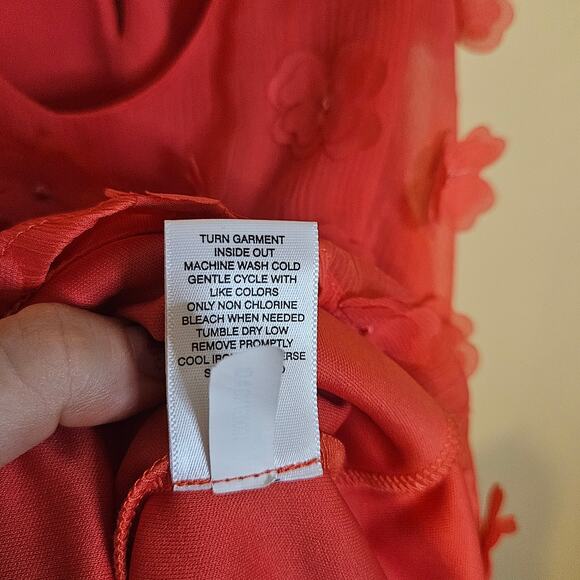 TURN GARMENT
INSIDE OUT
MACHINE WASH COLD
GENTLE CYCLE WITH
LIKE COLORS
ONLY NON CHLORINE
BLEACH WHEN NEEDED
TUMBLE DRY LOW
REMOVE PROMPTLY
COOL